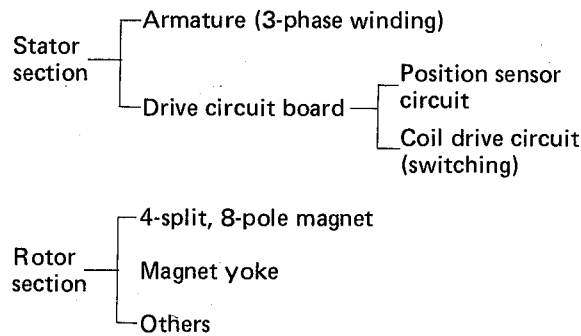 Stator
section
Armature (3-phase winding)
Drive circuit board
Position sensor
circuit
Coil drive circuit
(switching)
Rotor
section
4-split, 8-pole magnet
Magnet yoke
Others